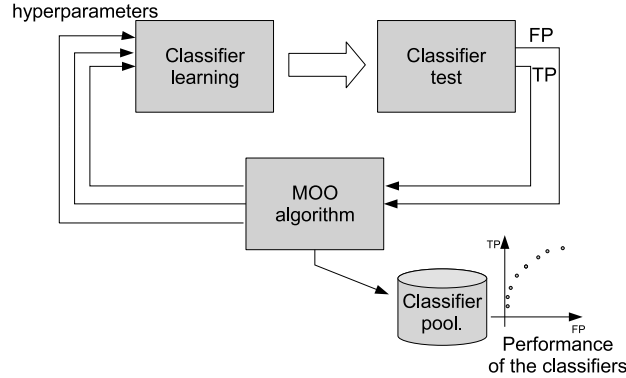 hyperparameters
Classifier
learning
Classifier
test
FP
TP
MOO
algorithm
Classifier
pool.
TP
FP
Performance
of the classifiers